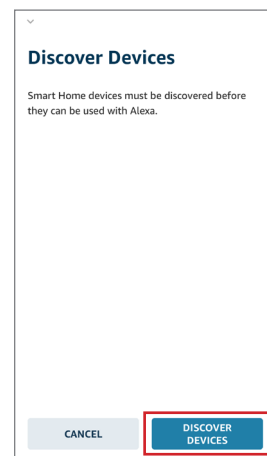 Discover Devices
Smart Home devices must be discovered before
they can be used with Alexa.
CANCEL
DISCOVER
DEVICES